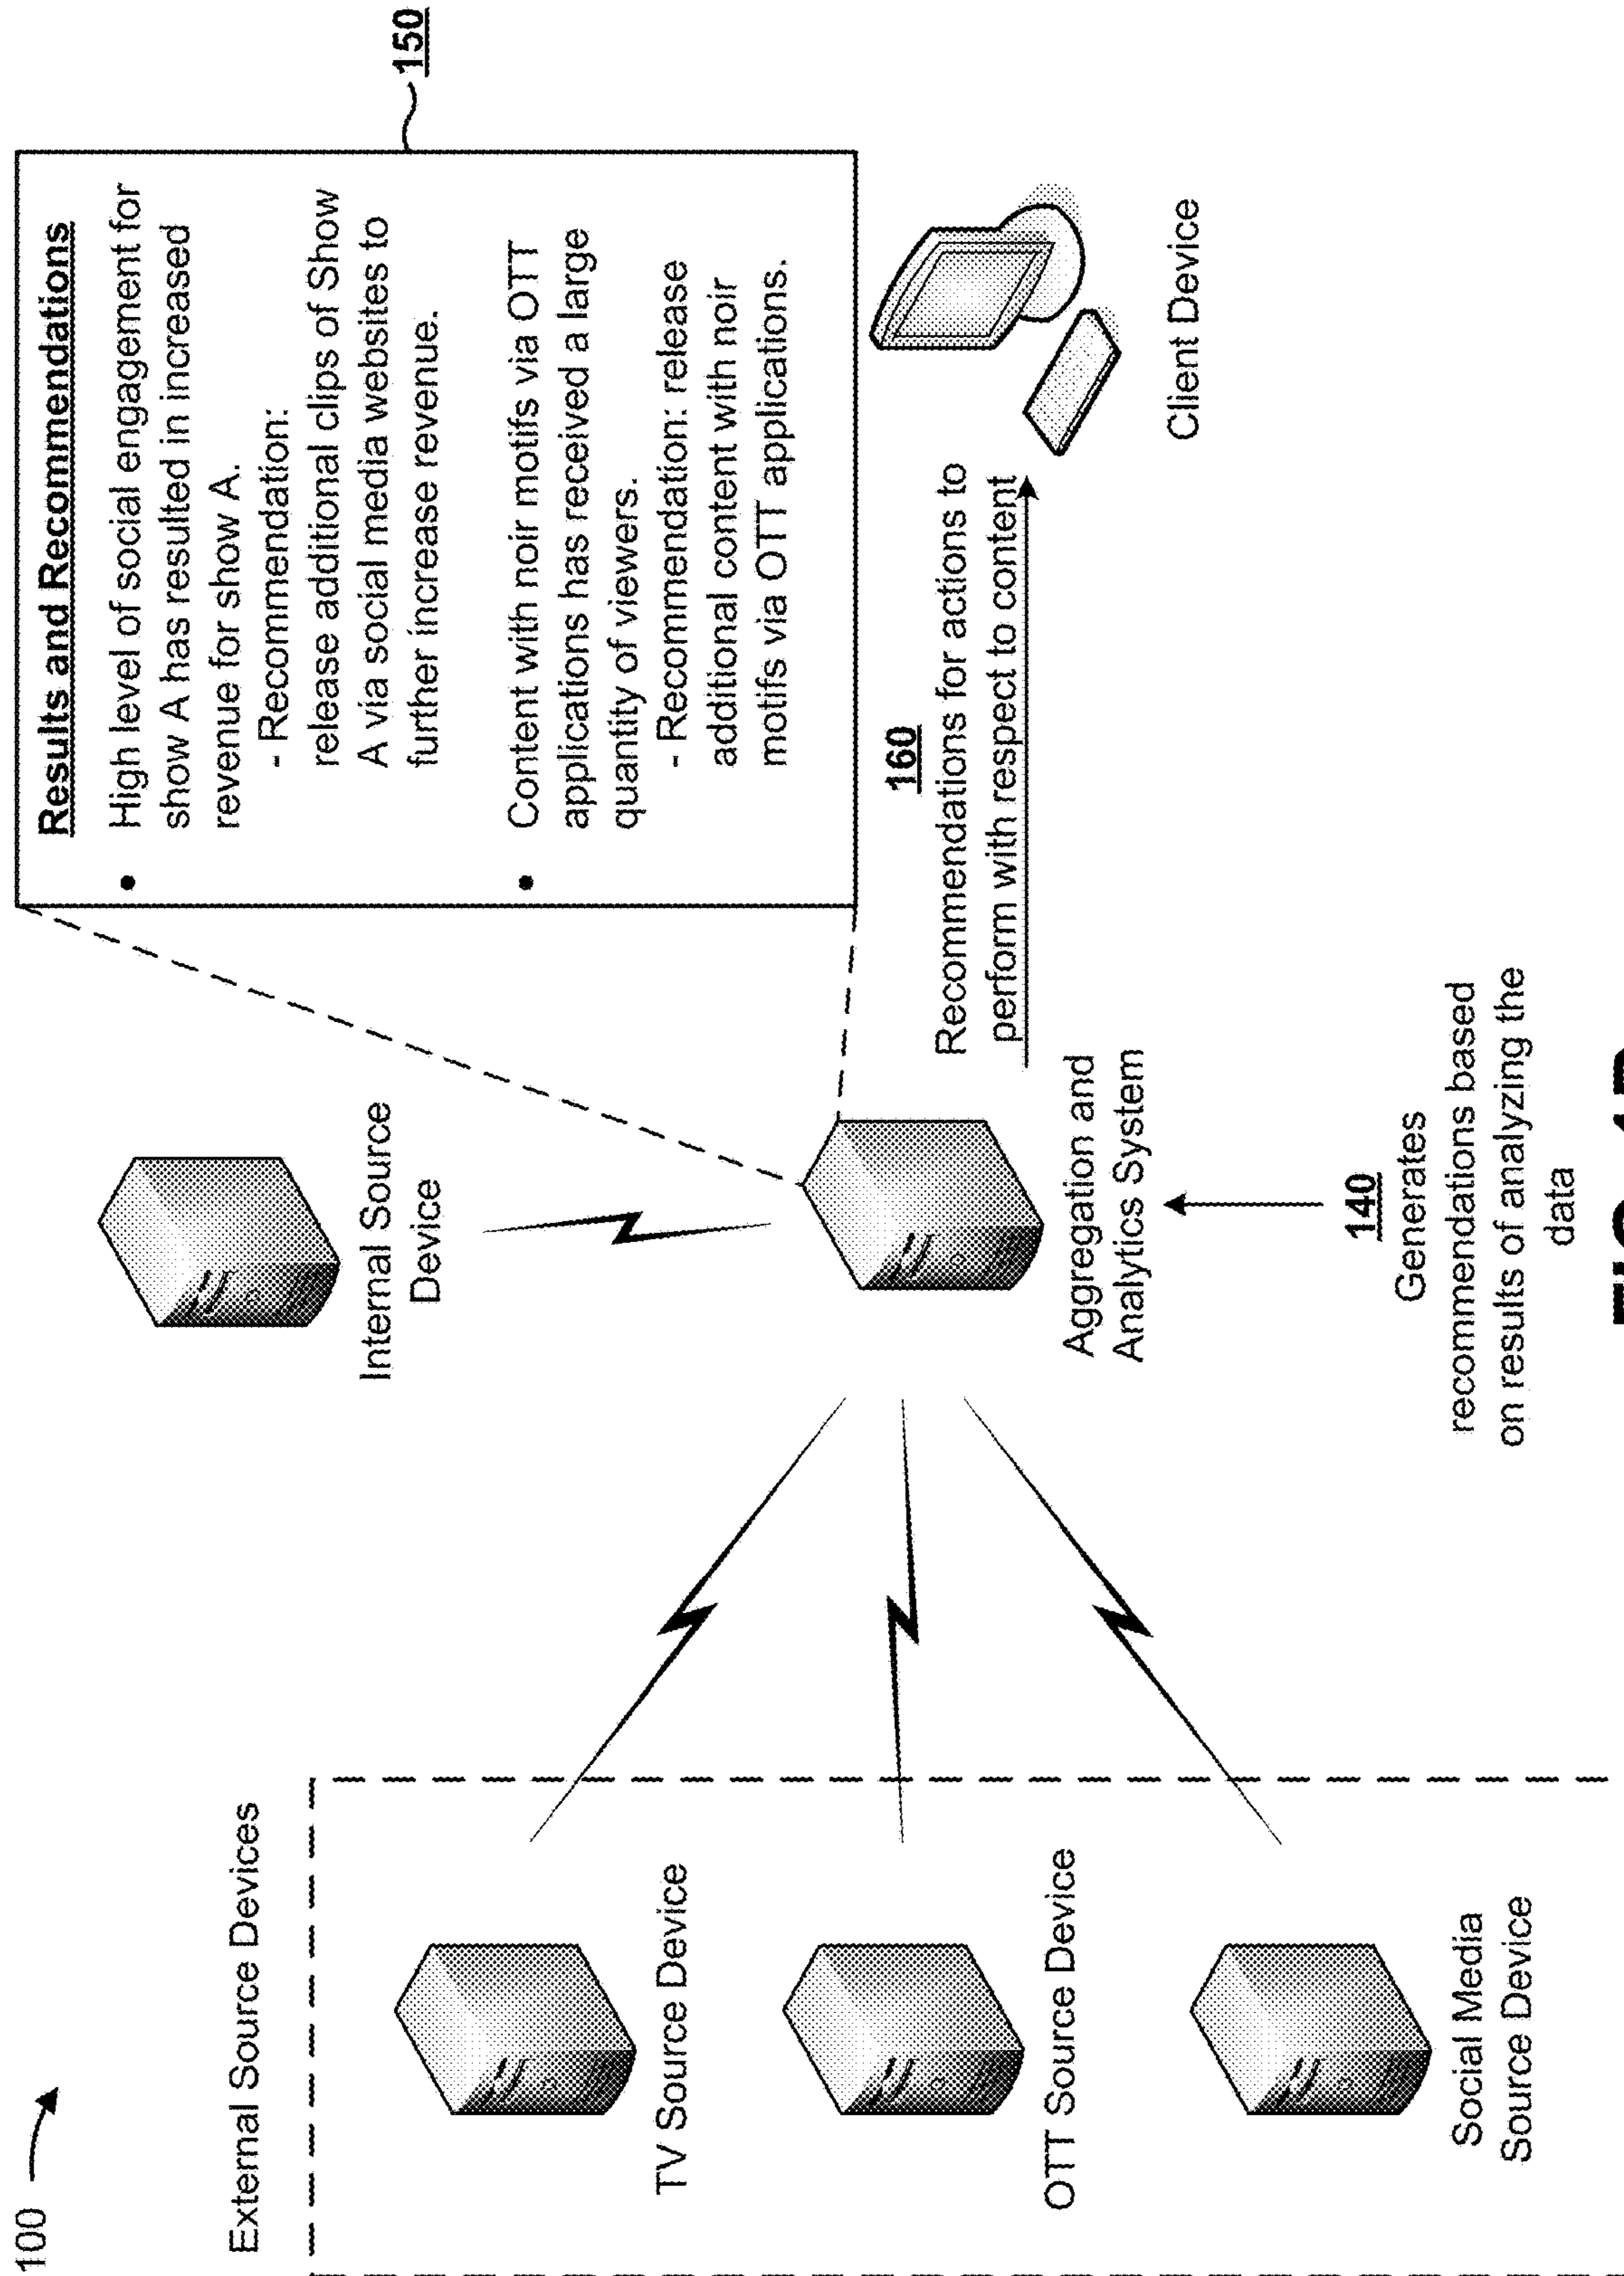 100
External Source Devices
TV Source Device
OTT Source Device
Social Media
Source Device
Internal Source
Device
Aggregation and
Analytics System
140
Generates
recommendations based
on results of analyzing the
data
Results and Recommendations
• High level of social engagement for
show A has resulted in increased
revenue for show A.
- Recommendation:
release additional clips of Show
A via social media websites to
further increase revenue.
• Content with noir motifs via OTT
applications has received a large
quantity of viewers.
- Recommendation: release
additional content with noir
motifs via OTT applications.
150
160
Recommendations for actions to
perform with respect to content
Client Device